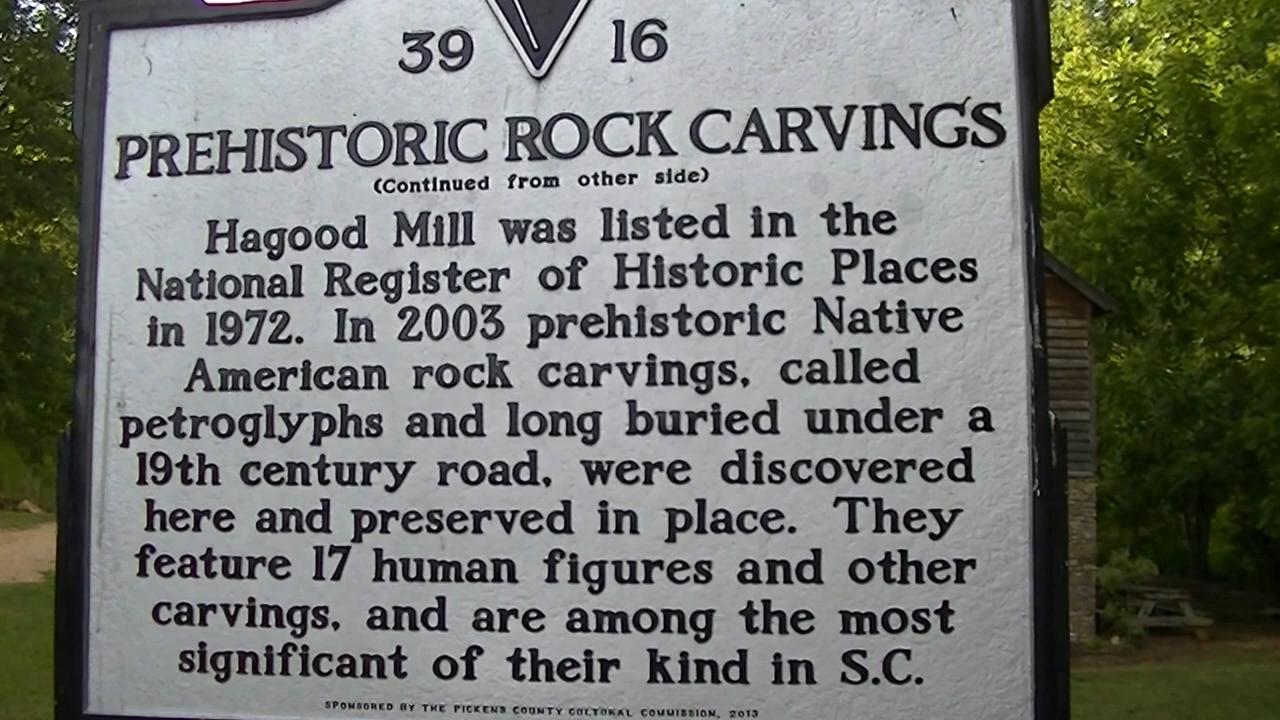 39 16
PREHISTORIC ROCK CARVINGS
(Continued from other side)
Hagood Mill was listed in the
National Register of Historic Places
in 1972. In 2003 prehistoric Native
American rock carvings, called
petroglyphs and long buried under a
19th century road, were discovered
here and preserved in place. They
feature 17 human figures and other
carvings, and are among the most
significant of their kind in S.C.
SPONSORED BY THE PICKENS COUNTY CULTURAL COMMISSION, 2013